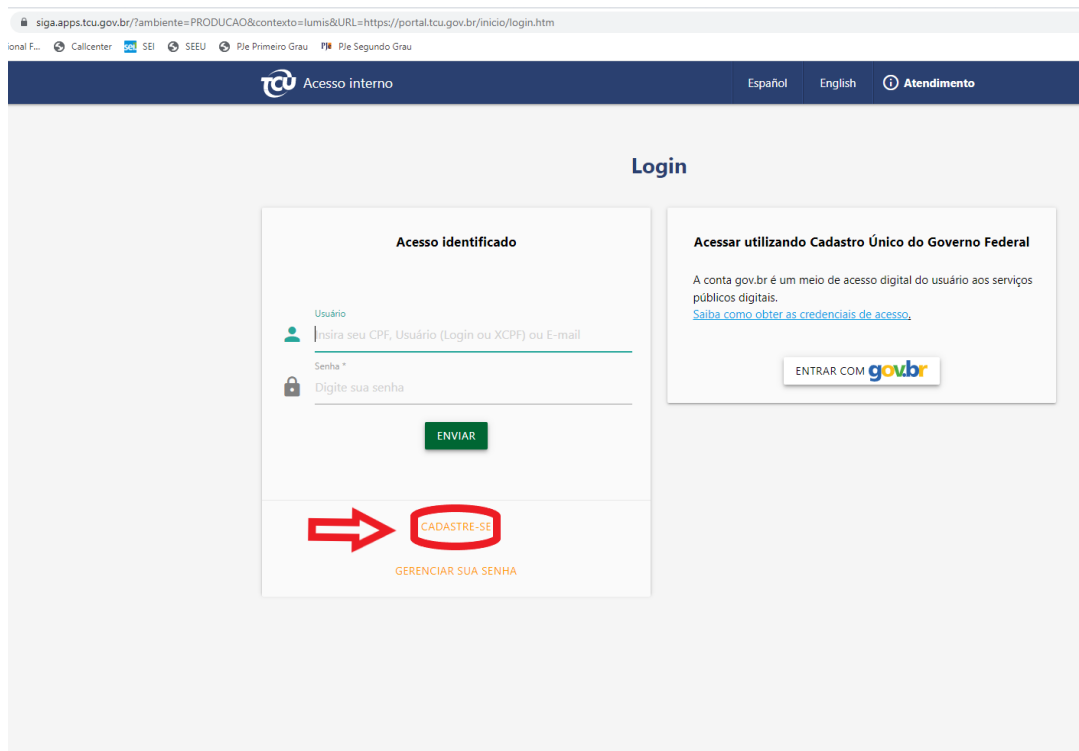 siga.apps.tcu.gov.br/?ambiente=PRODUCAO&contexto=lumis&URL=https://portal.tcu.gov.br/inicio/login.htm
ional F... Callcenter sei. SEI SEEU PJe Primeiro Grau PJe PJe Segundo Grau
TCU Acesso interno Español English Atendimento
Login
Acesso identificado
Usuário
Insira seu CPF, Usuário (Login ou XCPF) ou E-mail
Senha *
Digite sua senha
ENVIAR
CADASTRE-SE
GERENCIAR SUA SENHA
Acessar utilizando Cadastro Único do Governo Federal
A conta gov.br é um meio de acesso digital do usuário aos serviços
públicos digitais.
Saiba como obter as credenciais de acesso.
ENTRAR COM gov.br